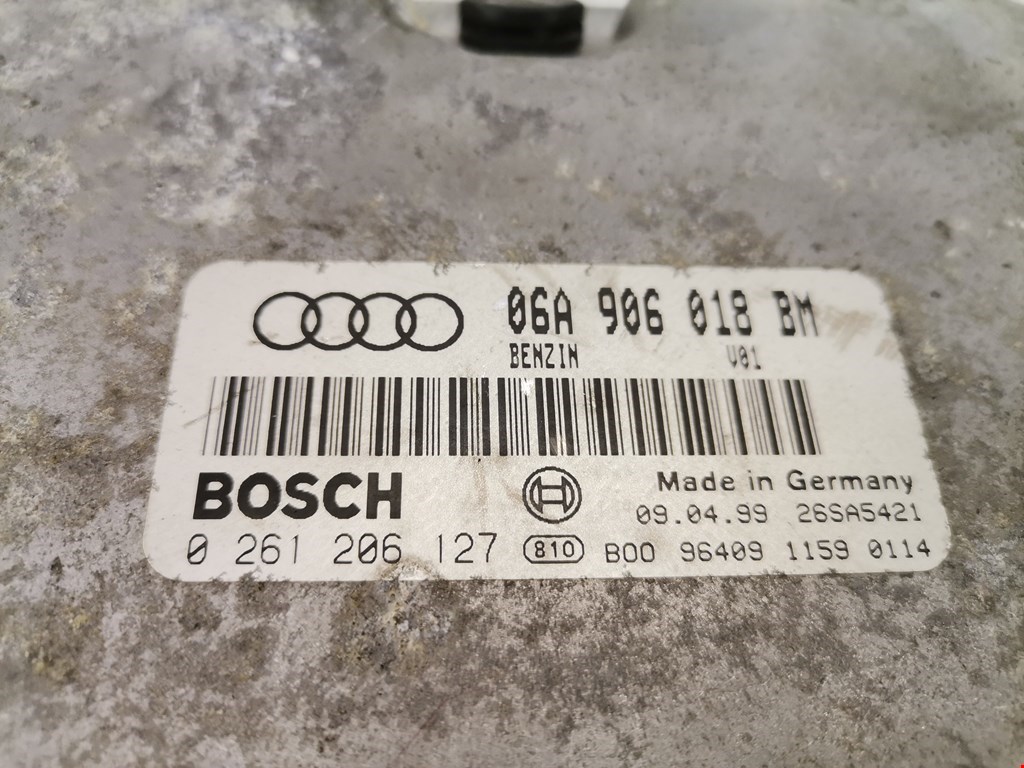 06A 906 018 BM
BENZIN V01
BOSCH
Made in Germany
09.04.99 26SA5421
0 261 206 127 810 B00 96409 1159 0114